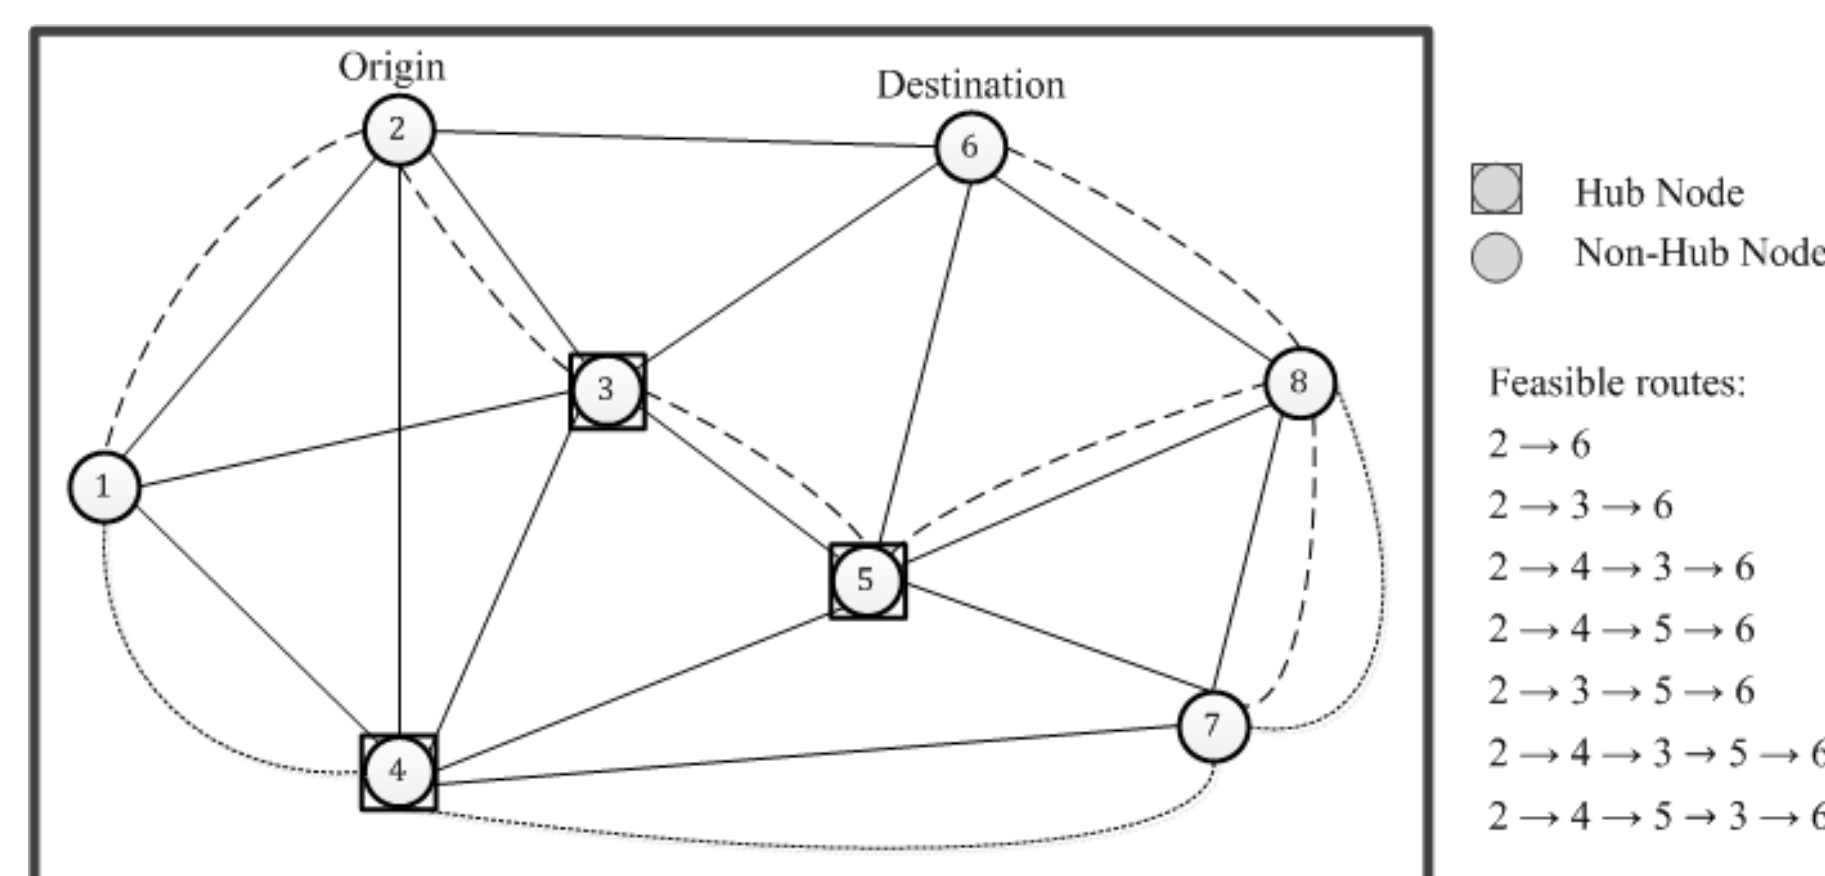 Origin
Destination
2
6
Hub Node
Non-Hub Node
3
8
Feasible routes:
2 → 6
1
2 → 3 → 6
5
2 → 4 → 3 → 6
2 → 4 → 5 → 6
7
2 → 3 → 5 → 6
4
2 → 4 → 3 → 5 → 6
2 → 4 → 5 → 3 → 6